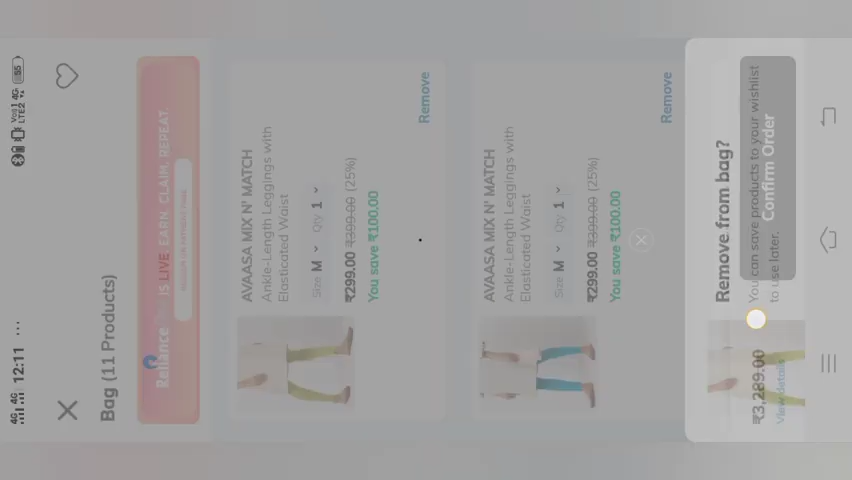 4G 4G 12:11 ...
Vo) 1 4G
LTE2
55
Bag (11 Products)
Reliance
IS LIVE EARN. CLAIM. REPEAT.
AVAASA MIX N' MATCH
Ankle-Length Leggings with
Elasticated Waist
Size M Qty 1
₹299.00 ₹399.00 (25%)
You save ₹100.00
Remove
AVAASA MIX N' MATCH
Ankle-Length Leggings with
Elasticated Waist
Size M Qty 1
₹299.00 ₹399.00 (25%)
You save ₹100.00
Remove
Remove from bag?
You can save products to your wishlist
to use later.
₹3,289.00
View details
Confirm Order